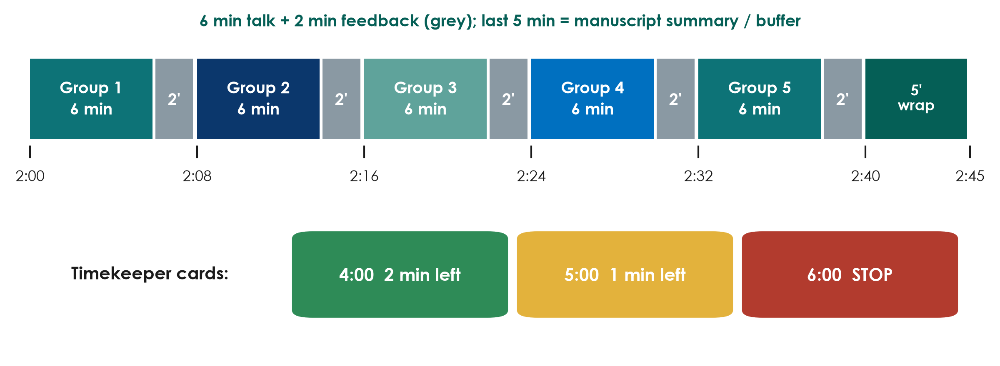 6 min talk + 2 min feedback (grey); last 5 min = manuscript summary / buffer
Group 1
6 min
2'
Group 2
6 min
2'
Group 3
6 min
2'
Group 4
6 min
2'
Group 5
6 min
2'
5'
wrap
2:00
2:08
2:16
2:24
2:32
2:40
2:45
Timekeeper cards:
4:00 2 min left
5:00 1 min left
6:00 STOP